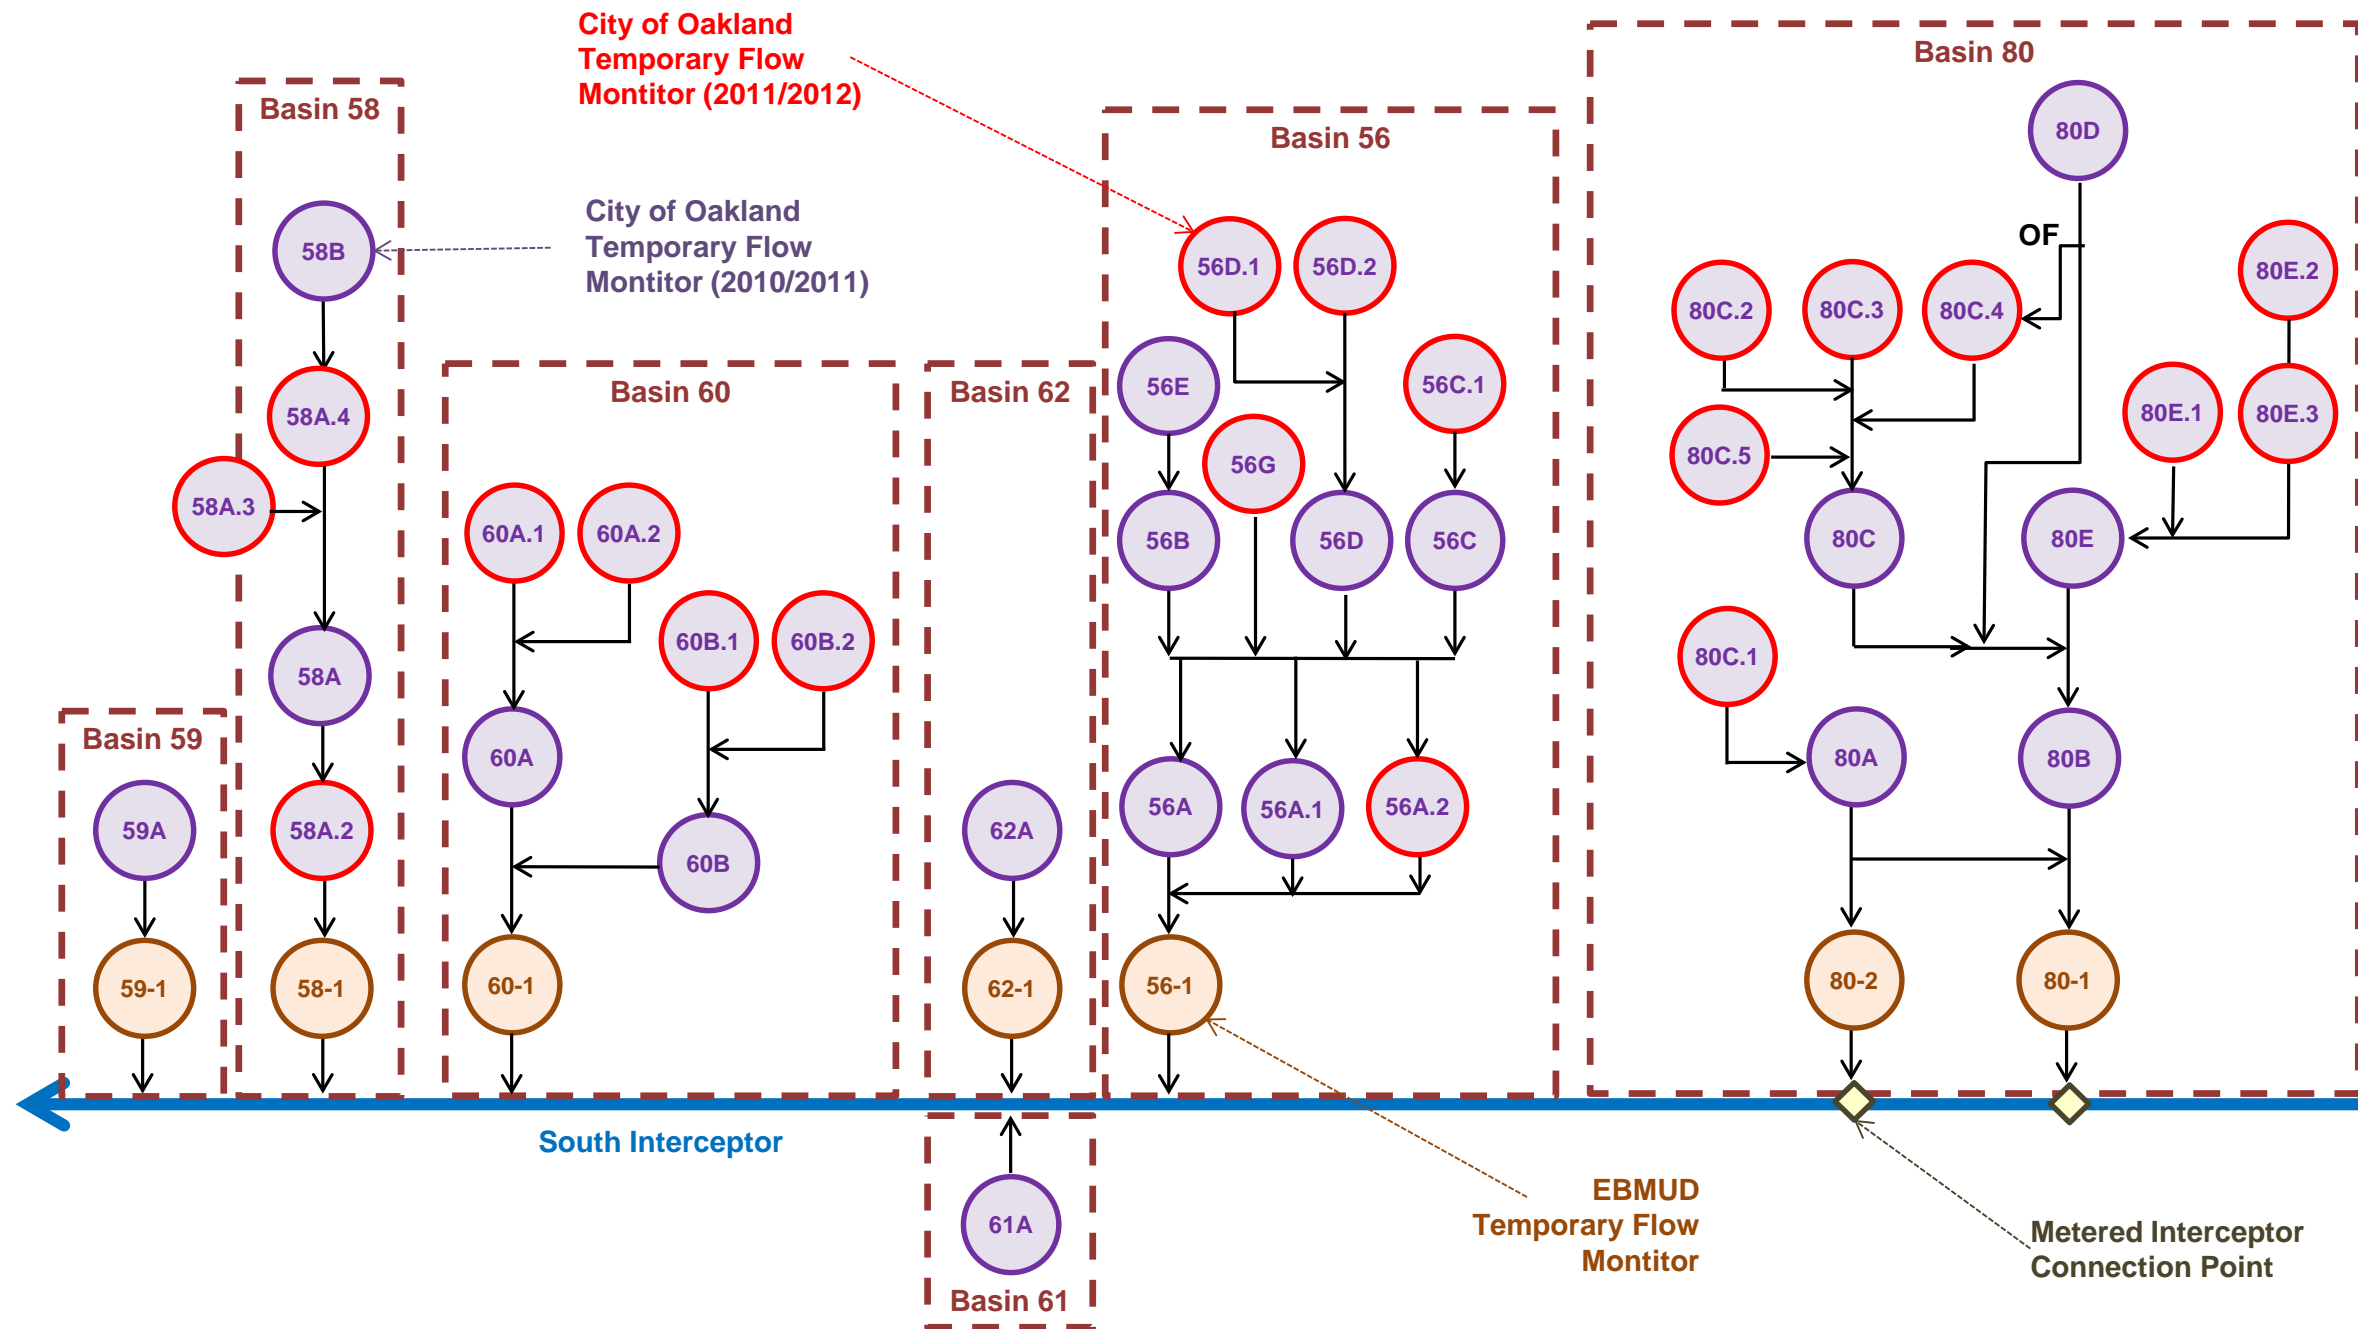 City of Oakland
Temporary Flow
Montitor (2011/2012)
Basin 80
Basin 58
Basin 56
80D
City of Oakland
Temporary Flow
Montitor (2010/2011)
58B
56D.1
56D.2
OF
80E.2
80C.2
80C.3
80C.4
Basin 60
Basin 62
56E
56C.1
58A.4
80E.1
80E.3
56G
80C.5
58A.3
60A.1
60A.2
56B
56D
56C
80C
80E
60B.1
60B.2
80C.1
58A
Basin 59
60A
80A
80B
59A
58A.2
62A
56A
56A.1
56A.2
60B
59-1
58-1
60-1
62-1
56-1
80-2
80-1
South Interceptor
EBMUD
Temporary Flow
Montitor
61A
Metered Interceptor
Connection Point
Basin 61